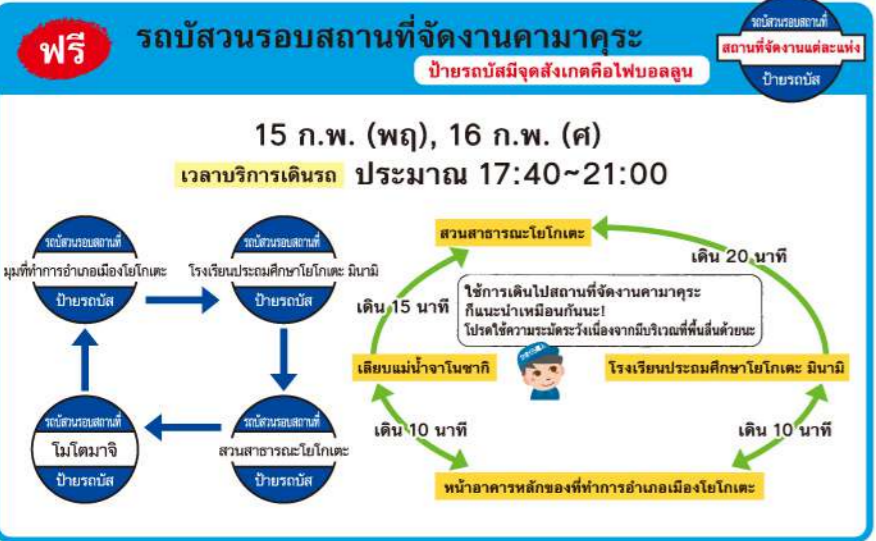 ฟรี
รถบัสวนรอบสถานที่จัดงานคามาคุระ
ป้ายรถบัสมีจุดสังเกตคือไฟบอลลูน
รถบัสวนรอบสถานที่
สถานที่จัดงานแต่ละแห่ง
ป้ายรถบัส
15 ก.พ. (พฤ), 16 ก.พ. (ศ)
เวลาบริการเดินรถ ประมาณ 17:40~21:00
รถบัสวนรอบสถานที่
มุมที่ทำการอำเภอเมืองโยโกเตะ
ป้ายรถบัส
รถบัสวนรอบสถานที่
โรงเรียนประถมศึกษาโยโกเตะ มินามิ
ป้ายรถบัส
รถบัสวนรอบสถานที่
โมโตมาจิ
ป้ายรถบัส
รถบัสวนรอบสถานที่
สวนสาธารณะโยโกเตะ
ป้ายรถบัส
สวนสาธารณะโยโกเตะ
เดิน 20 นาที
เดิน 15 นาที
ใช้การเดินไปสถานที่จัดงานคามาคุระ
ก็แนะนำเหมือนกันนะ!
โปรดใช้ความระมัดระวังเนื่องจากมีบริเวณที่พื้นลื่นด้วยนะ
เลียบแม่น้ำจาโนซากิ
โรงเรียนประถมศึกษาโยโกเตะ มินามิ
เดิน 10 นาที
เดิน 10 นาที
หน้าอาคารหลักของที่ทำการอำเภอเมืองโยโกเตะ